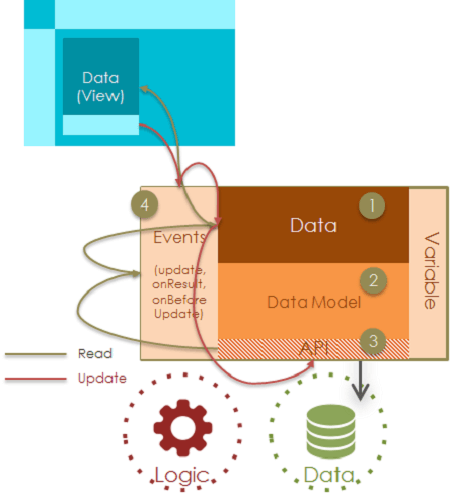 Data
(View)
4
1
Data
Events
(update,
onResult,
onBefore
Update)
Variable
2
Data Model
3
API
Read
Update
Logic
Data